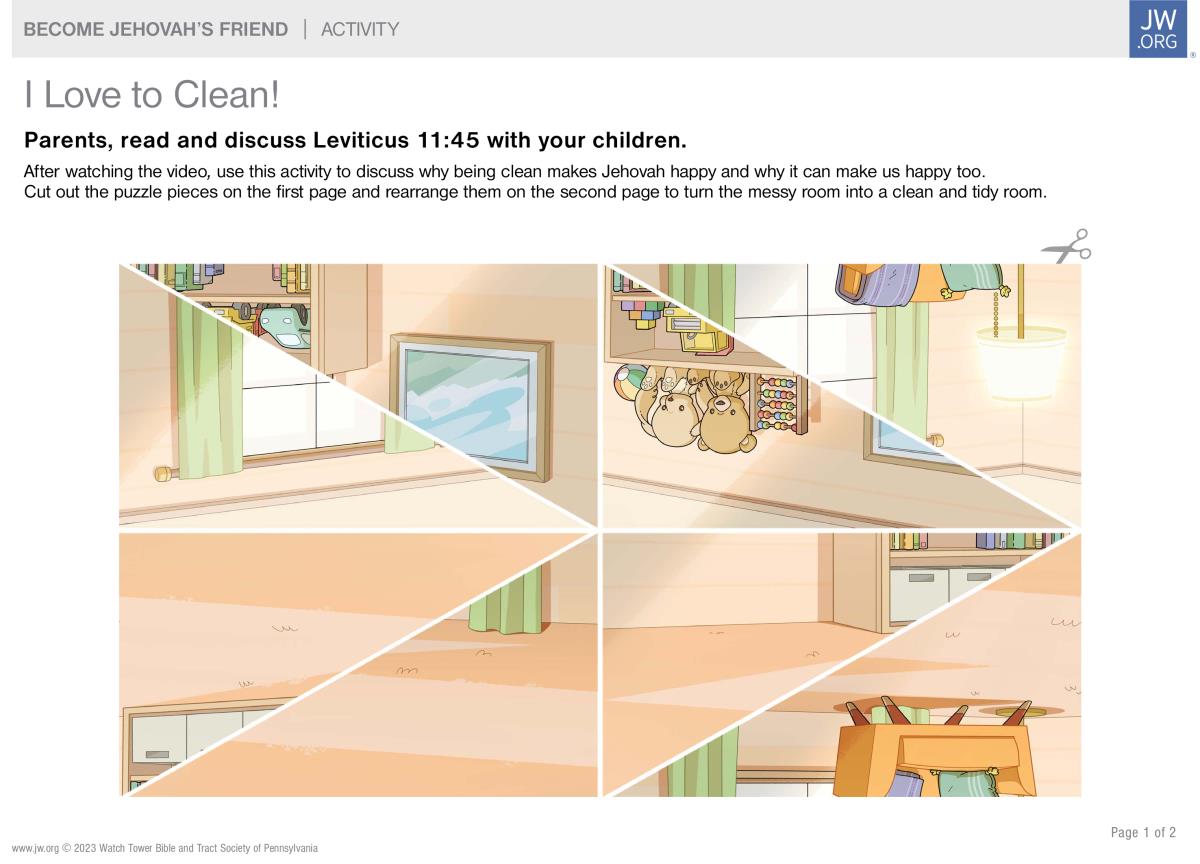 BECOME JEHOVAH'S FRIEND | ACTIVITY
JW
.ORG
®
I Love to Clean!
Parents, read and discuss Leviticus 11:45 with your children.
After watching the video, use this activity to discuss why being clean makes Jehovah happy and why it can make us happy too.
Cut out the puzzle pieces on the first page and rearrange them on the second page to turn the messy room into a clean and tidy room.
Page 1 of 2
www.jw.org © 2023 Watch Tower Bible and Tract Society of Pennsylvania